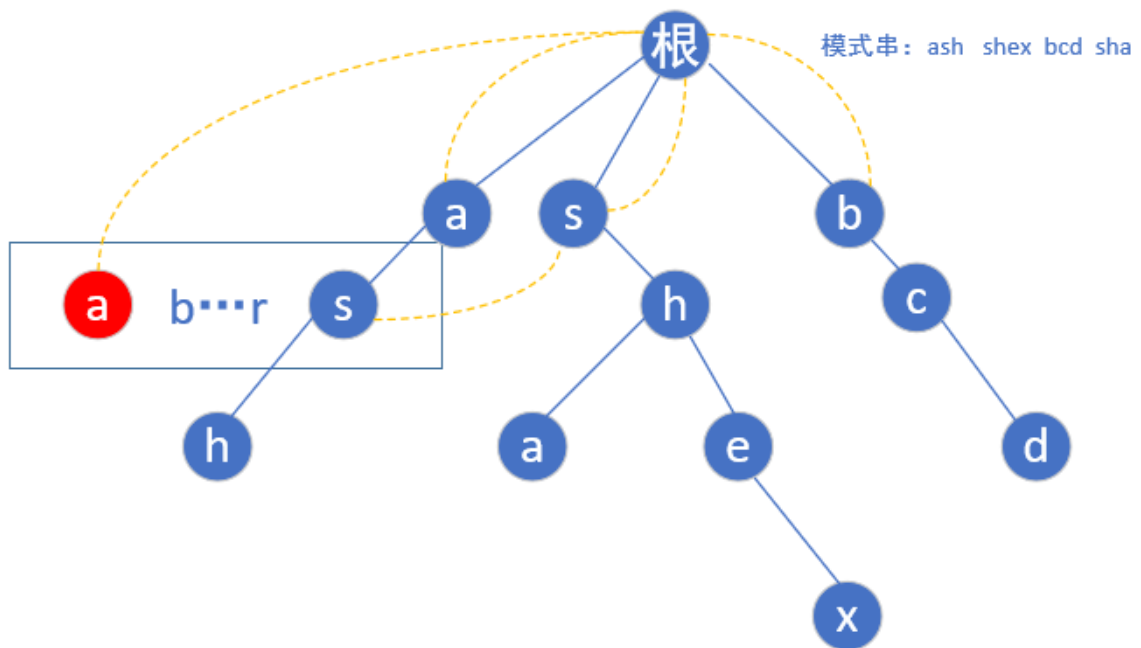 根
模式串：ash shex bcd sha
a s b
a b···r s h c
h a e d
x